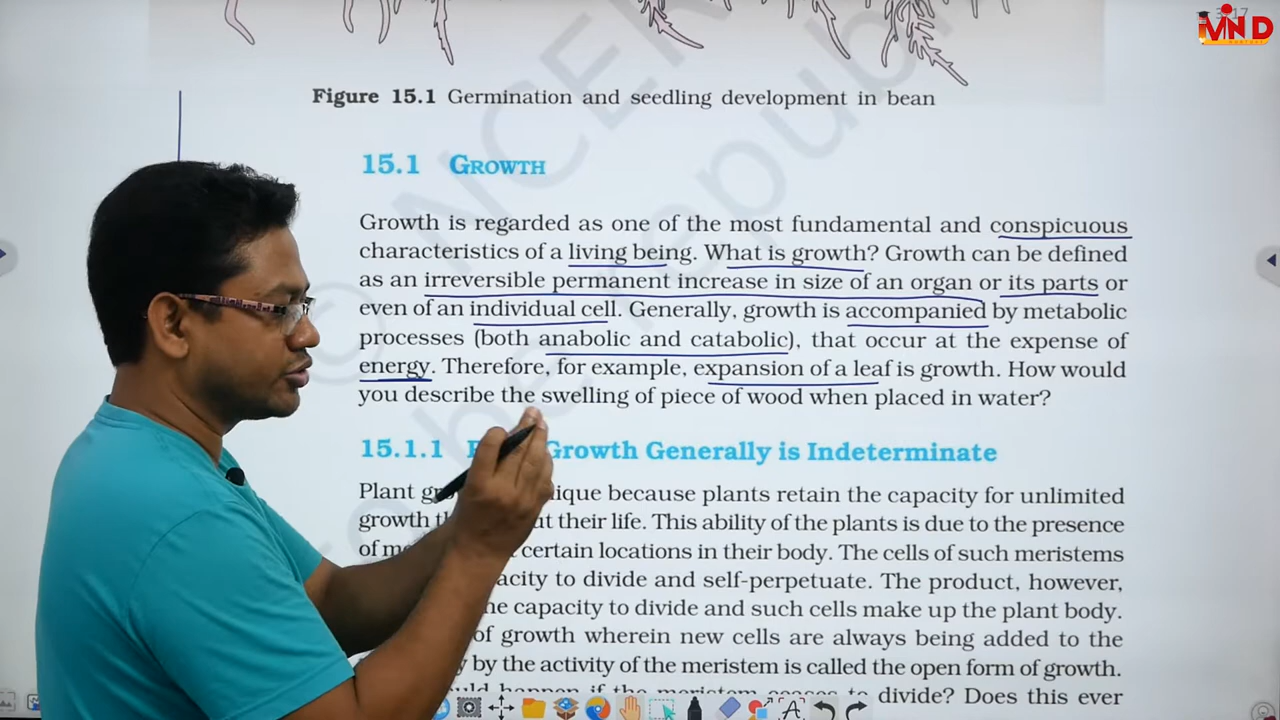 MIND
Figure 15.1 Germination and seedling development in bean
15.1 GROWTH
Growth is regarded as one of the most fundamental and conspicuous
characteristics of a living being. What is growth? Growth can be defined
as an irreversible permanent increase in size of an organ or its parts or
even of an individual cell. Generally, growth is accompanied by metabolic
processes (both anabolic and catabolic), that occur at the expense of
energy. Therefore, for example, expansion of a leaf is growth. How would
you describe the swelling of piece of wood when placed in water?
15.1.1 Growth Generally is Indeterminate
Plant because plants retain the capacity for unlimited
growth their life. This ability of the plants is due to the presence
of certain locations in their body. The cells of such meristems
to divide and self-perpetuate. The product, however,
capacity to divide and such cells make up the plant body.
of growth wherein new cells are always being added to the
by the activity of the meristem is called the open form of growth.
happen if the meristem ceases to divide? Does this ever